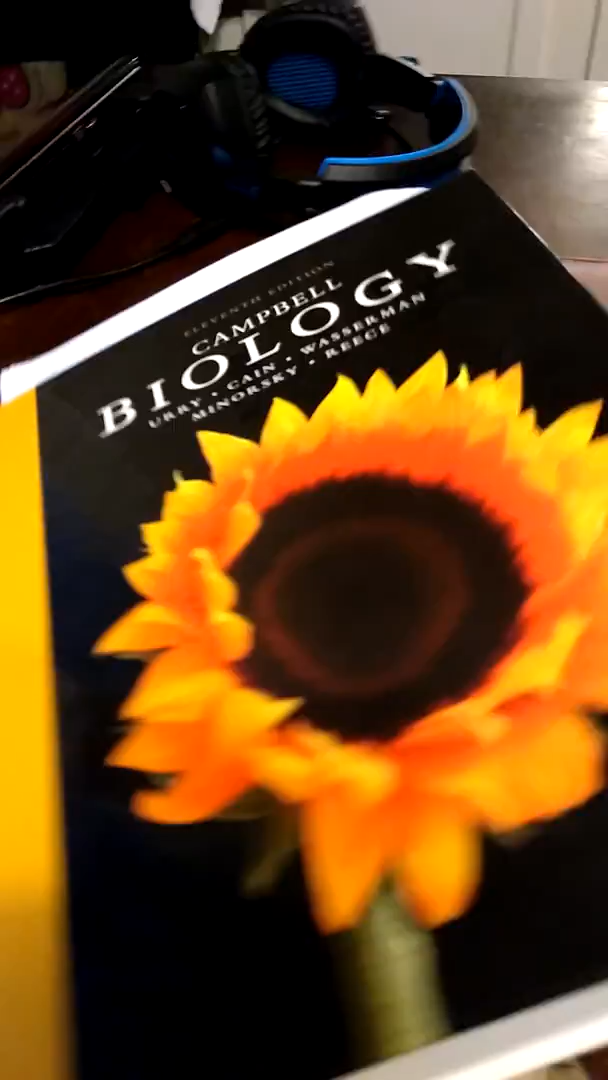 ELEVENTH EDITION
CAMPBELL
BIOLOGY
URRY • CAIN • WASSERMAN
MINORSKY • REECE